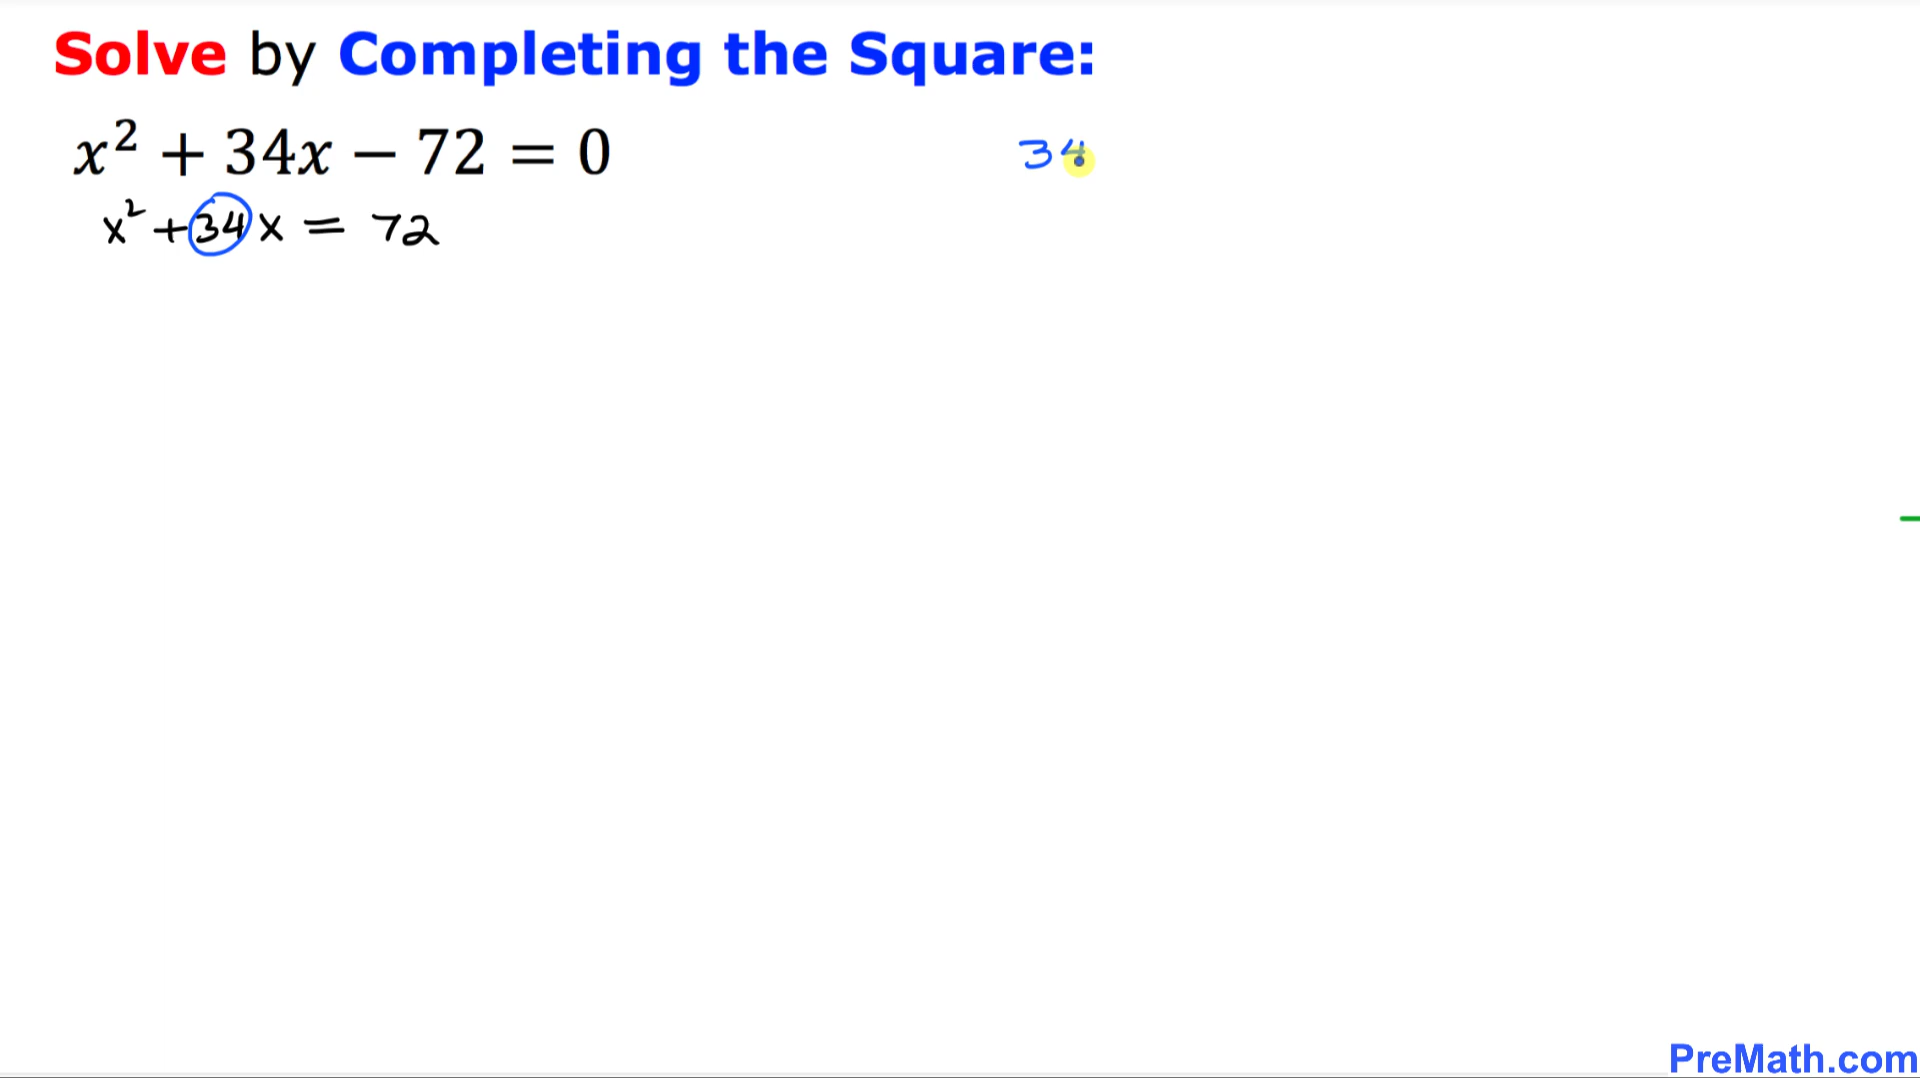 Solve by Completing the Square:
x² + 34x − 72 = 0
34
x² + 34x = 72
PreMath.com